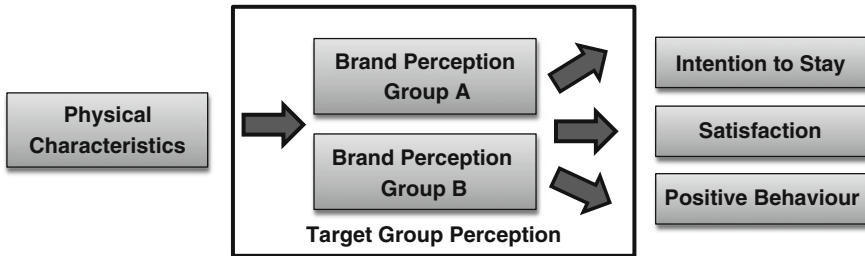 Physical
Characteristics
Brand Perception
Group A
Brand Perception
Group B
Target Group Perception
Intention to Stay
Satisfaction
Positive Behaviour